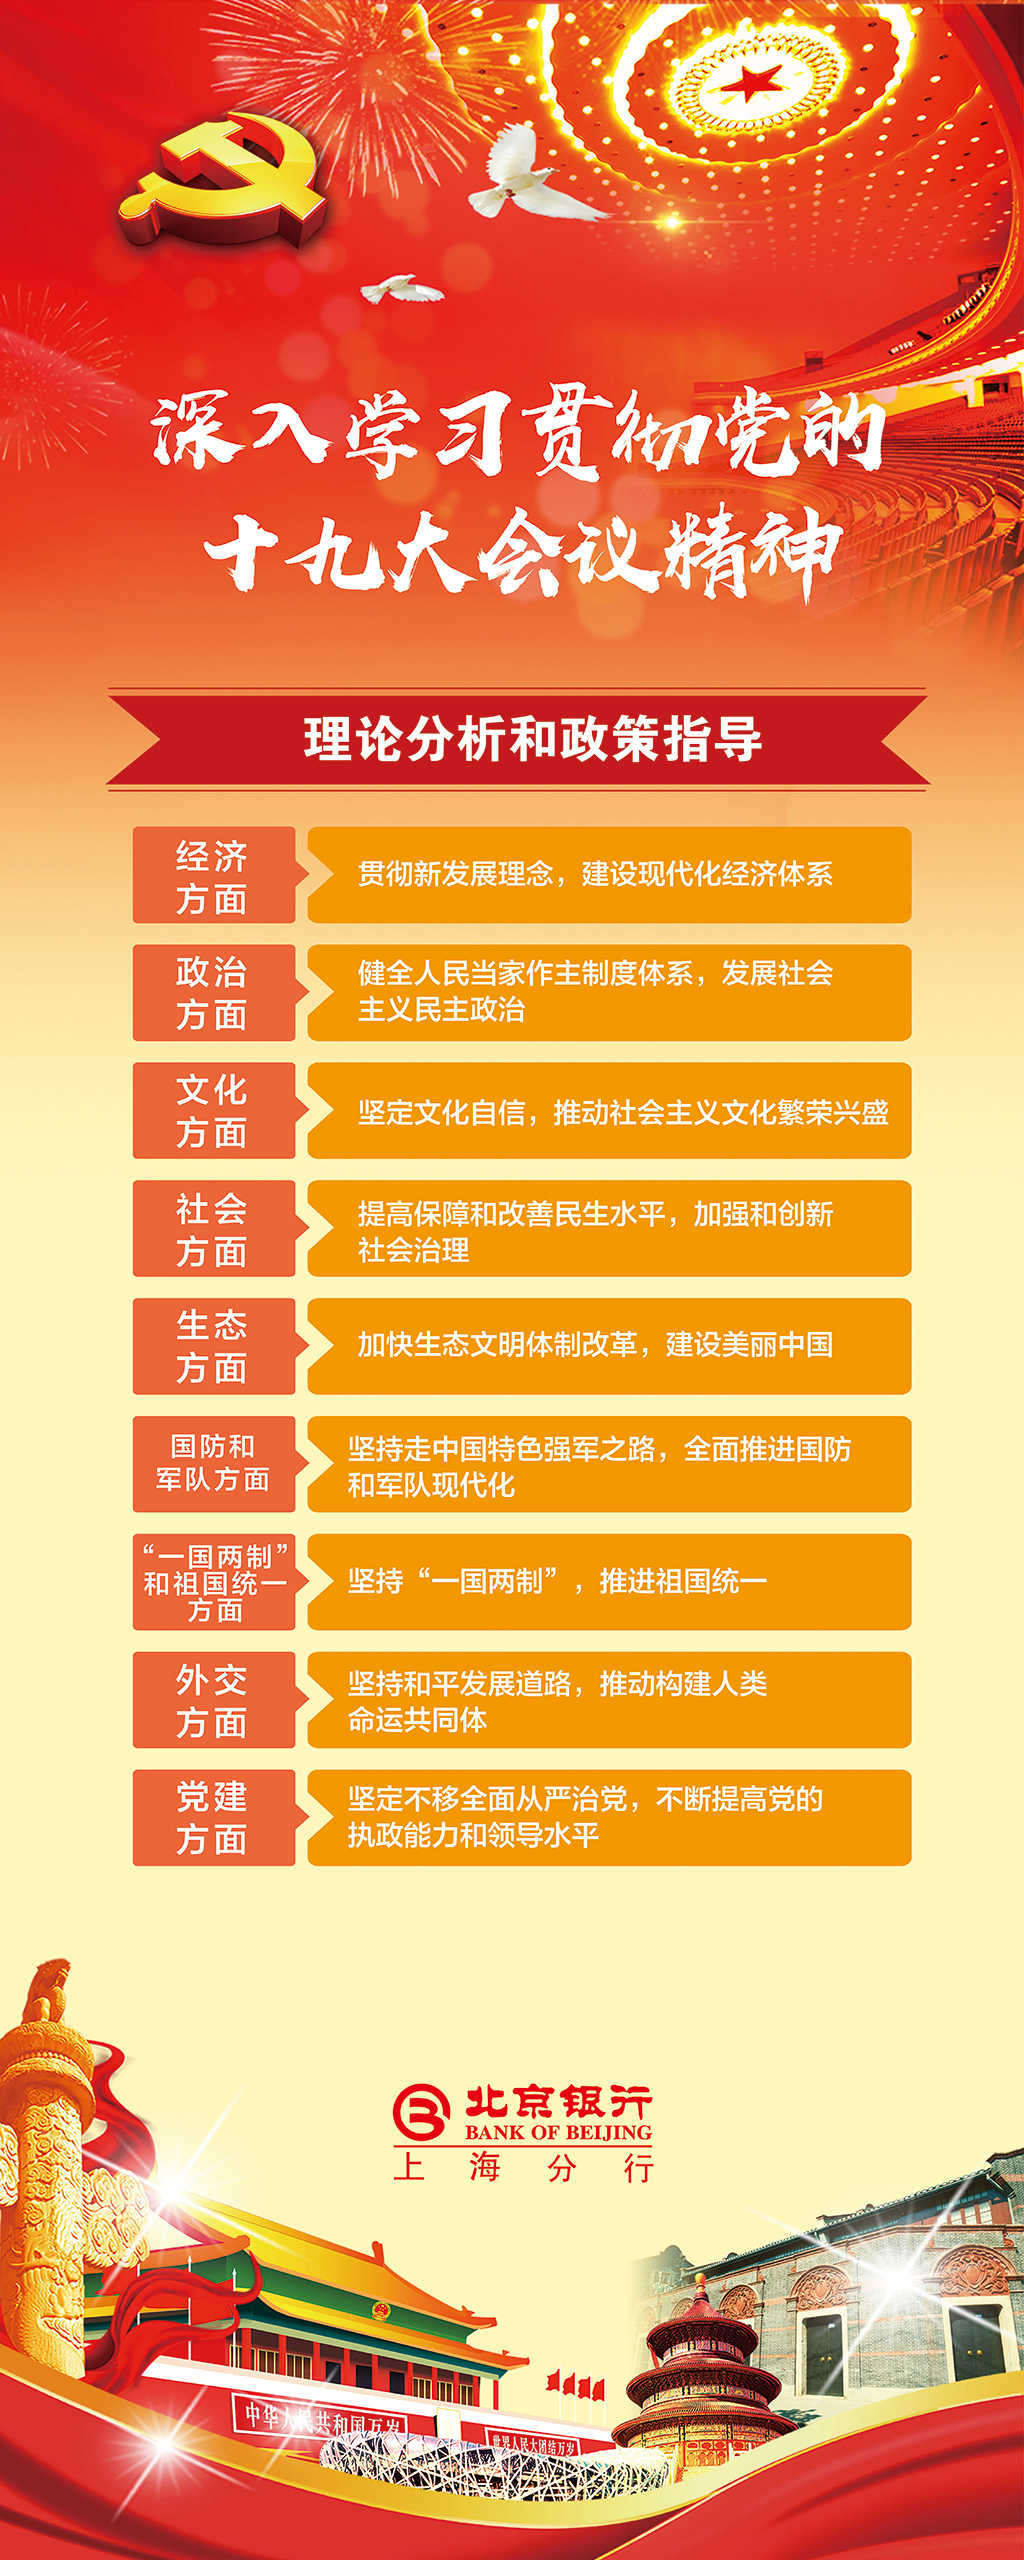 深入学习贯彻党的
十九大会议精神
理论分析和政策指导
经济
方面
贯彻新发展理念，建设现代化经济体系
政治
方面
健全人民当家作主制度体系，发展社会
主义民主政治
文化
方面
坚定文化自信，推动社会主义文化繁荣兴盛
社会
方面
提高保障和改善民生水平，加强和创新
社会治理
生态
方面
加快生态文明体制改革，建设美丽中国
国防和
军队方面
坚持走中国特色强军之路，全面推进国防
和军队现代化
“一国两制”
和祖国统一
方面
坚持“一国两制”，推进祖国统一
外交
方面
坚持和平发展道路，推动构建人类
命运共同体
党建
方面
坚定不移全面从严治党，不断提高党的
执政能力和领导水平
北京银行
BANK OF BEIJING
上海分行
中华人民共和国万岁
世界人民大团结万岁